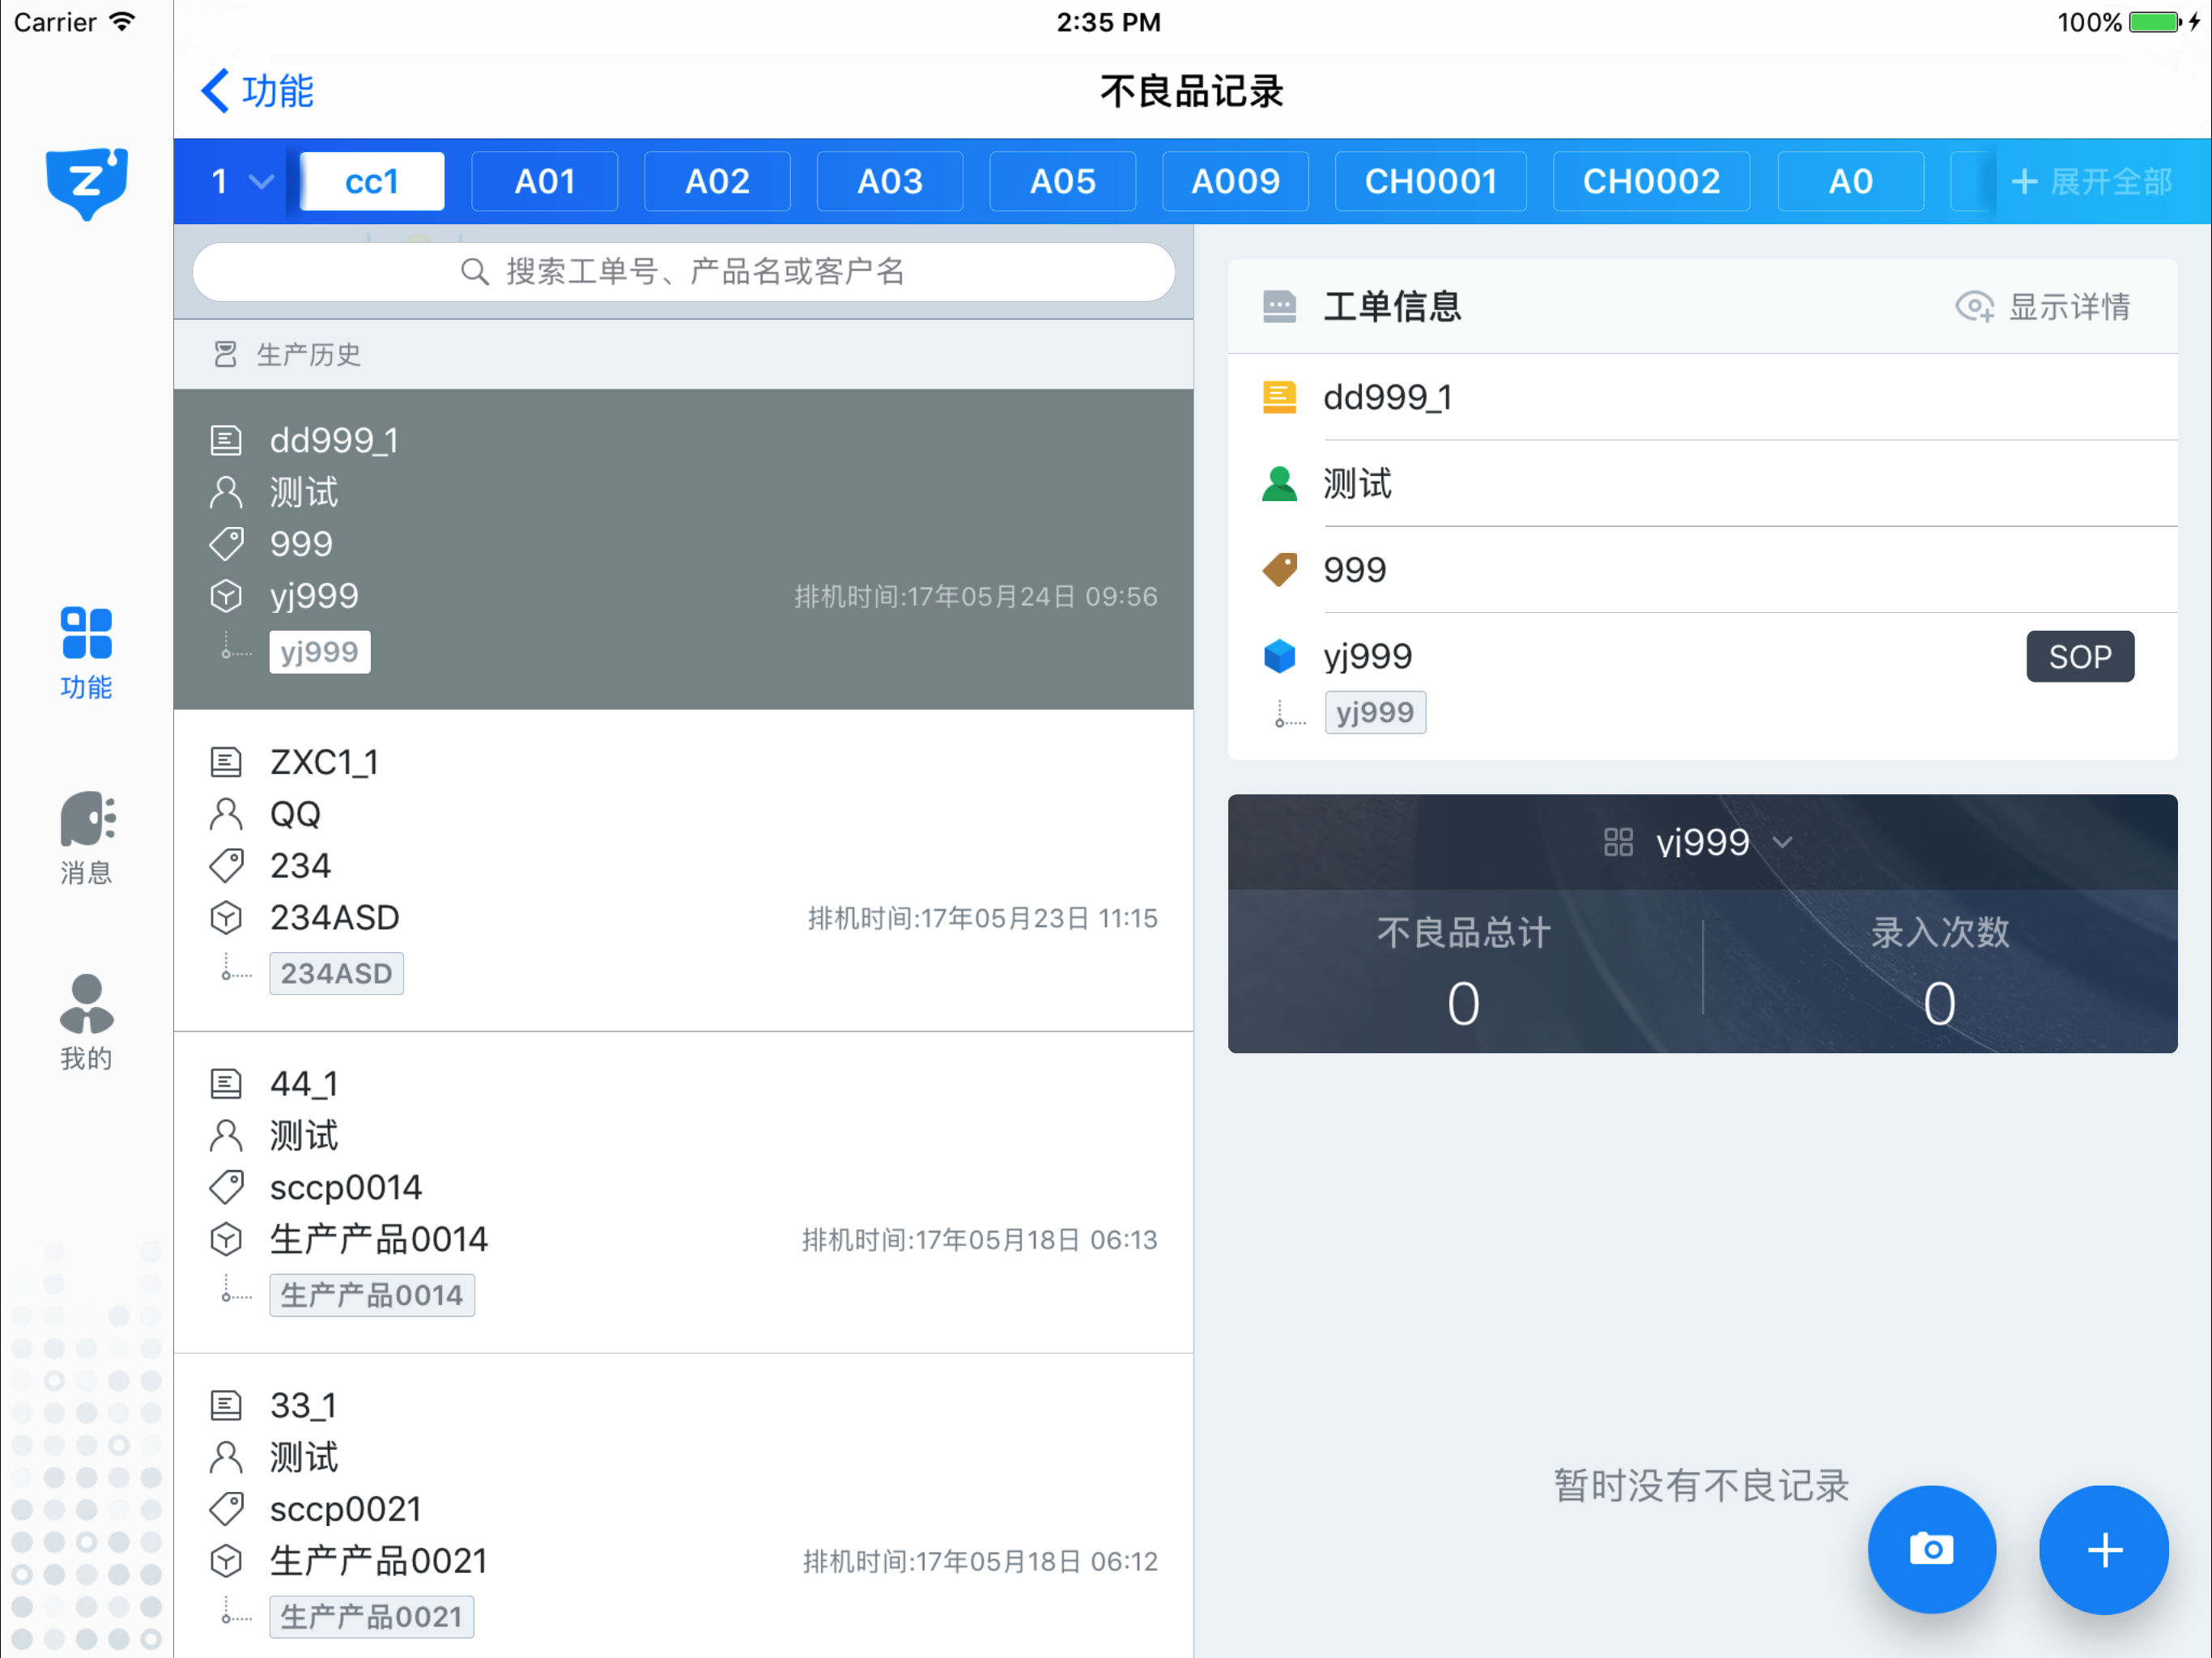 Carrier
2:35 PM
100%
功能
不良品记录
1
cc1
A01
A02
A03
A05
A009
CH0001
CH0002
A0
展开全部
搜索工单号、产品名或客户名
生产历史
dd999_1
测试
999
yj999
排机时间:17年05月24日 09:56
yj999
ZXC1_1
QQ
234
234ASD
排机时间:17年05月23日 11:15
234ASD
44_1
测试
sccp0014
生产产品0014
排机时间:17年05月18日 06:13
生产产品0014
33_1
测试
sccp0021
生产产品0021
排机时间:17年05月18日 06:12
生产产品0021
功能
消息
我的
工单信息
显示详情
dd999_1
测试
999
yj999
SOP
yj999
yj999
不良品总计
录入次数
0
0
暂时没有不良记录